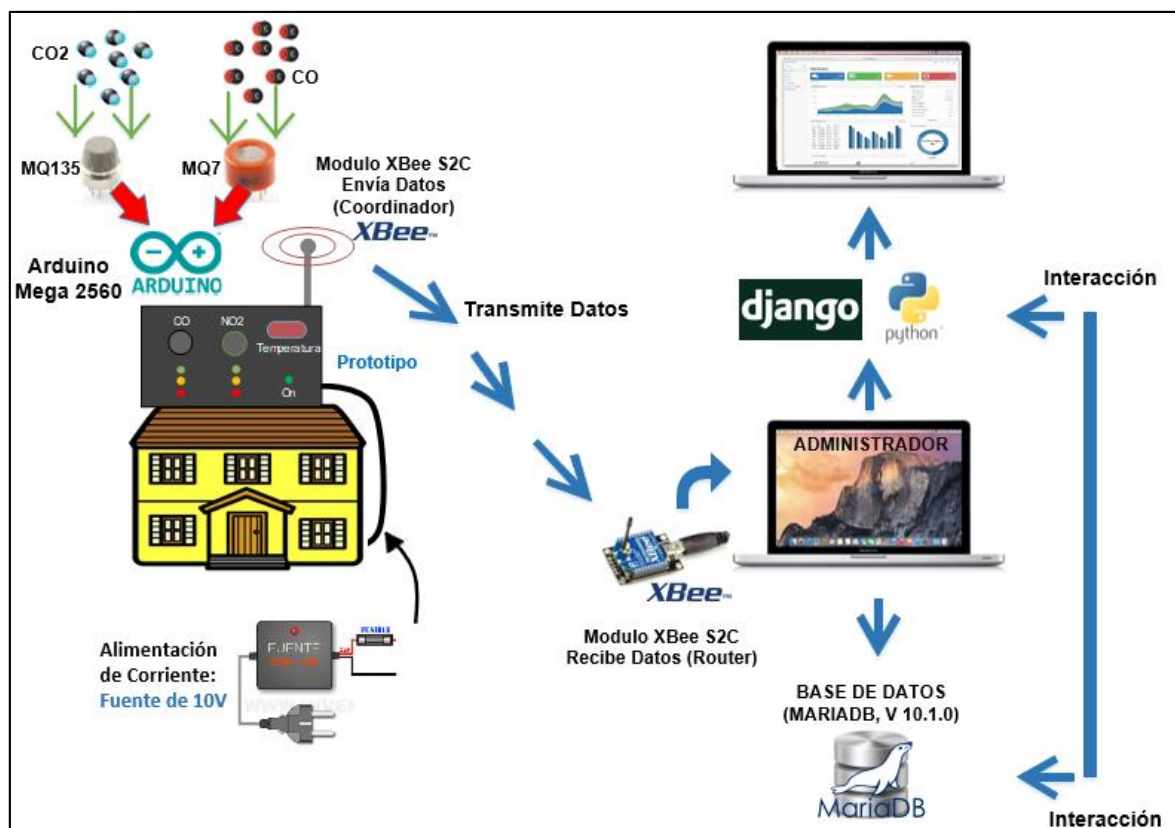 CO2
CO
MQ135
MQ7
Modulo XBee S2C
Envía Datos
(Coordinador)
XBee™
Arduino
Mega 2560
ARDUINO
CO
NO2
Temperatura
On
Prototipo
Transmite Datos
django
python
Interacción
ADMINISTRADOR
XBee™
Modulo XBee S2C
Recibe Datos (Router)
Alimentación
de Corriente:
Fuente de 10V
FUENTE
FUSIBLE
BASE DE DATOS
(MARIADB, V 10.1.0)
MariaDB
Interacción